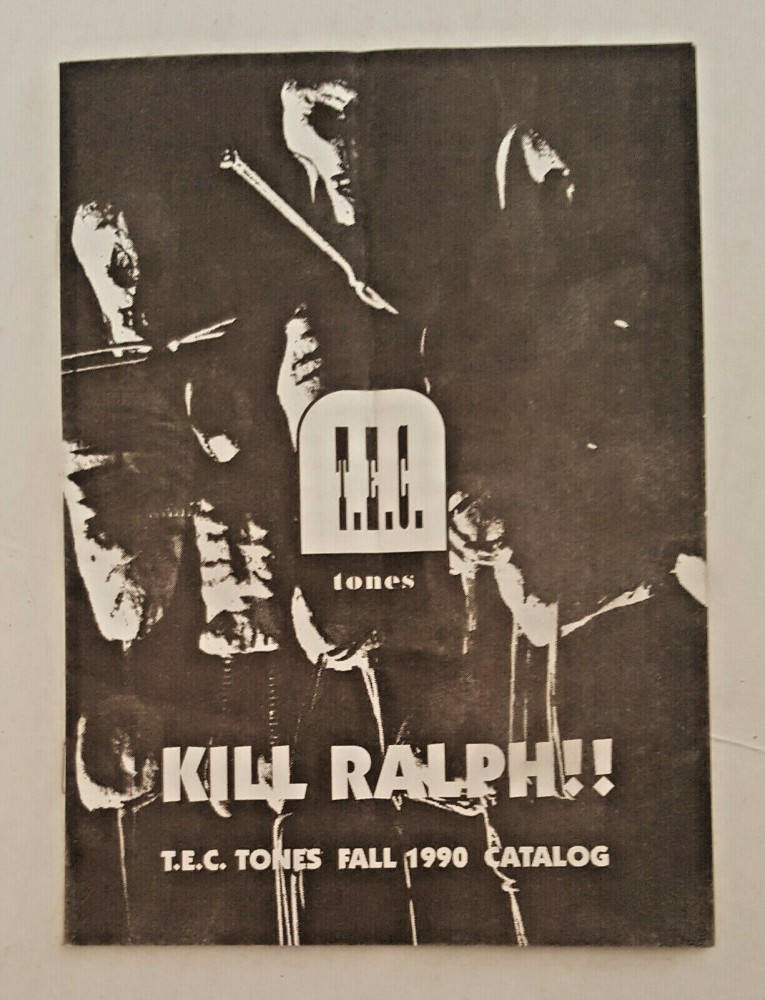 T.E.C.
T.E.C.
tones
KILL RALPH!!
T.E.C. TONES FALL 1990 CATALOG